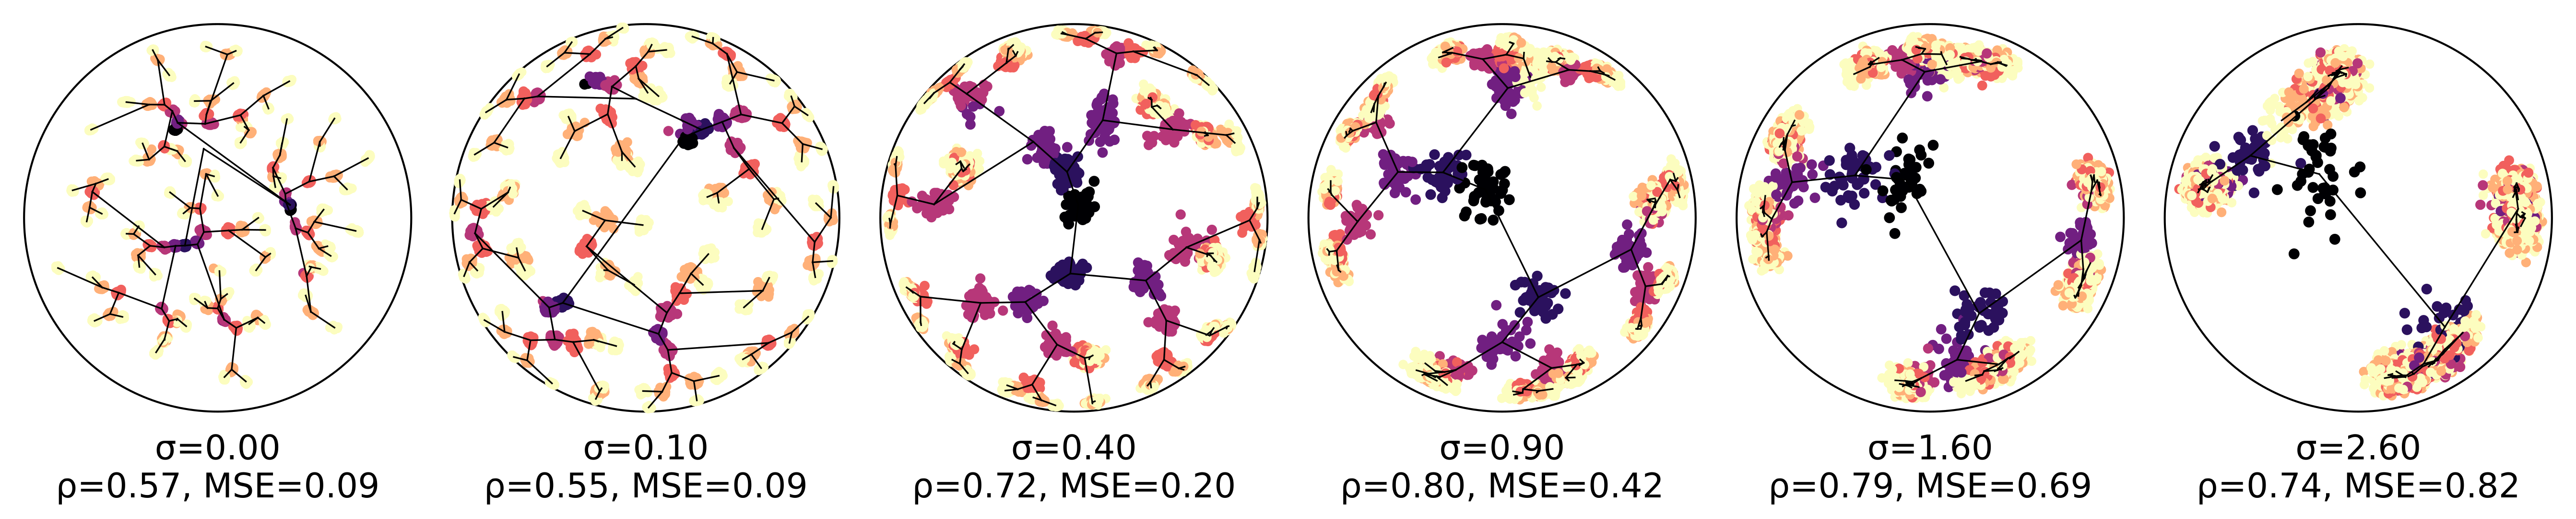 σ=0.00
ρ=0.57, MSE=0.09
σ=0.10
ρ=0.55, MSE=0.09
σ=0.40
ρ=0.72, MSE=0.20
σ=0.90
ρ=0.80, MSE=0.42
σ=1.60
ρ=0.79, MSE=0.69
σ=2.60
ρ=0.74, MSE=0.82